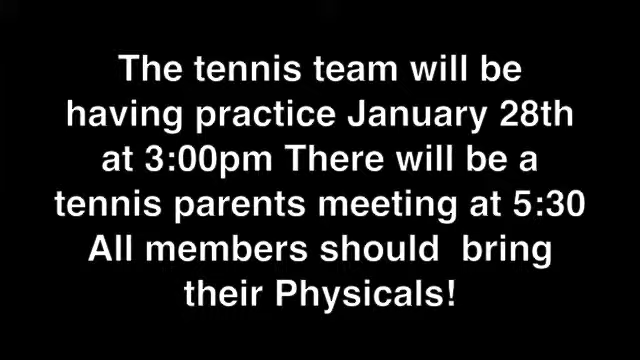 The tennis team will be
having practice January 28th
at 3:00pm There will be a
tennis parents meeting at 5:30
All members should  bring
their Physicals!